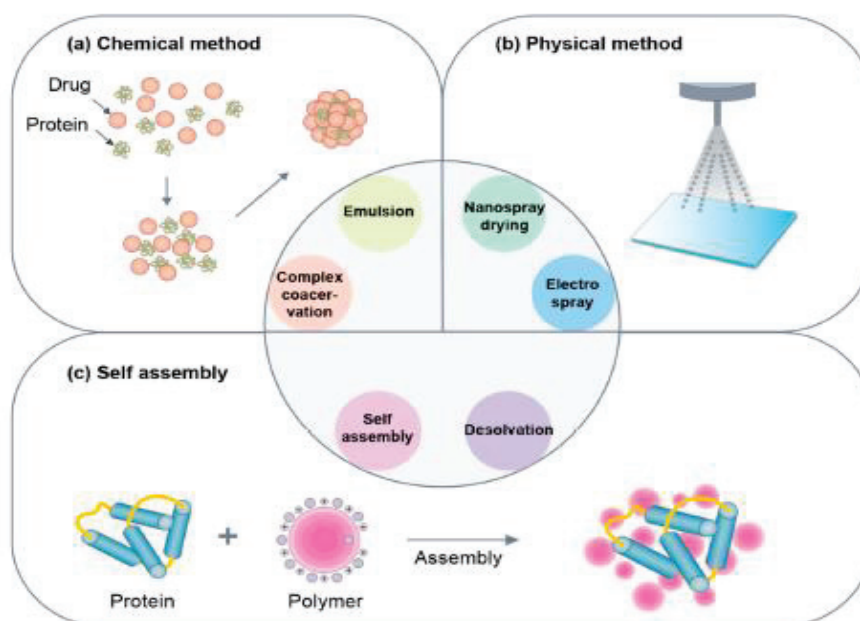 (a) Chemical method
Drug
Protein
(b) Physical method
Emulsion
Nanospray
drying
Complex
coacer-
vation
Electro
spray
(c) Self assembly
Self
assembly
Desolvation
Protein
+
Polymer
Assembly